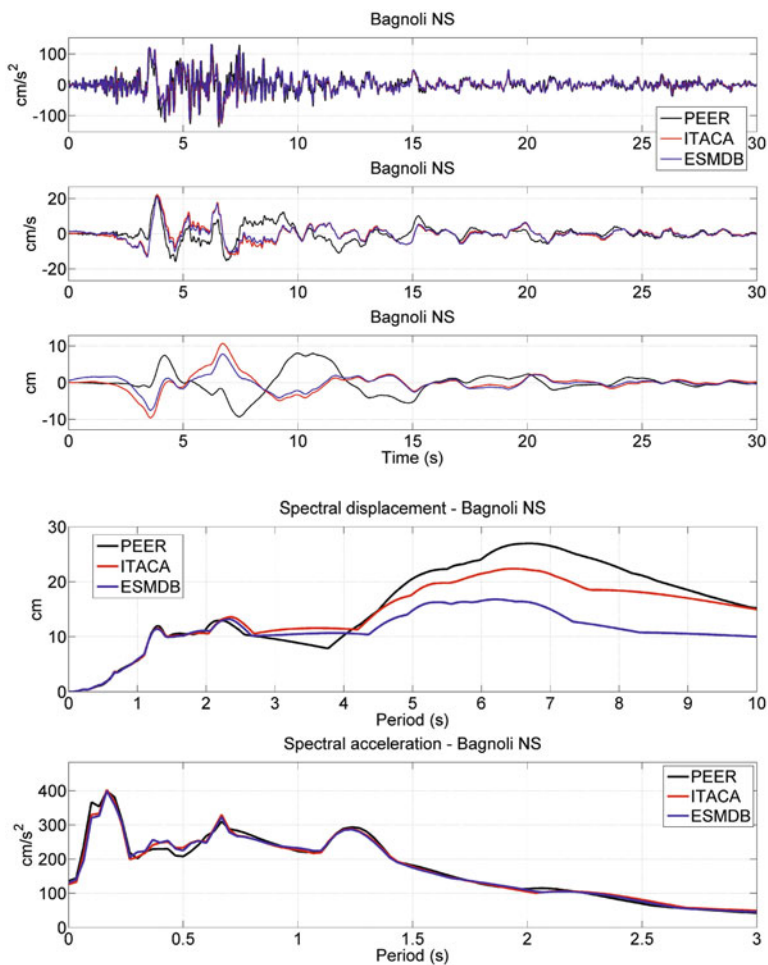 Bagnoli NS
cm/s²
100
0
-100
PEER
ITACA
ESMDB
0 5 10 15 20 25 30
Bagnoli NS
cm/s
20
0
-20
0 5 10 15 20 25 30
Bagnoli NS
cm
10
0
-10
0 5 10 15 20 25 30
Time (s)
Spectral displacement - Bagnoli NS
cm
30
20
10
0
PEER
ITACA
ESMDB
0 1 2 3 4 5 6 7 8 9 10
Period (s)
Spectral acceleration - Bagnoli NS
cm/s²
400
300
200
100
0
PEER
ITACA
ESMDB
0 0.5 1 1.5 2 2.5 3
Period (s)